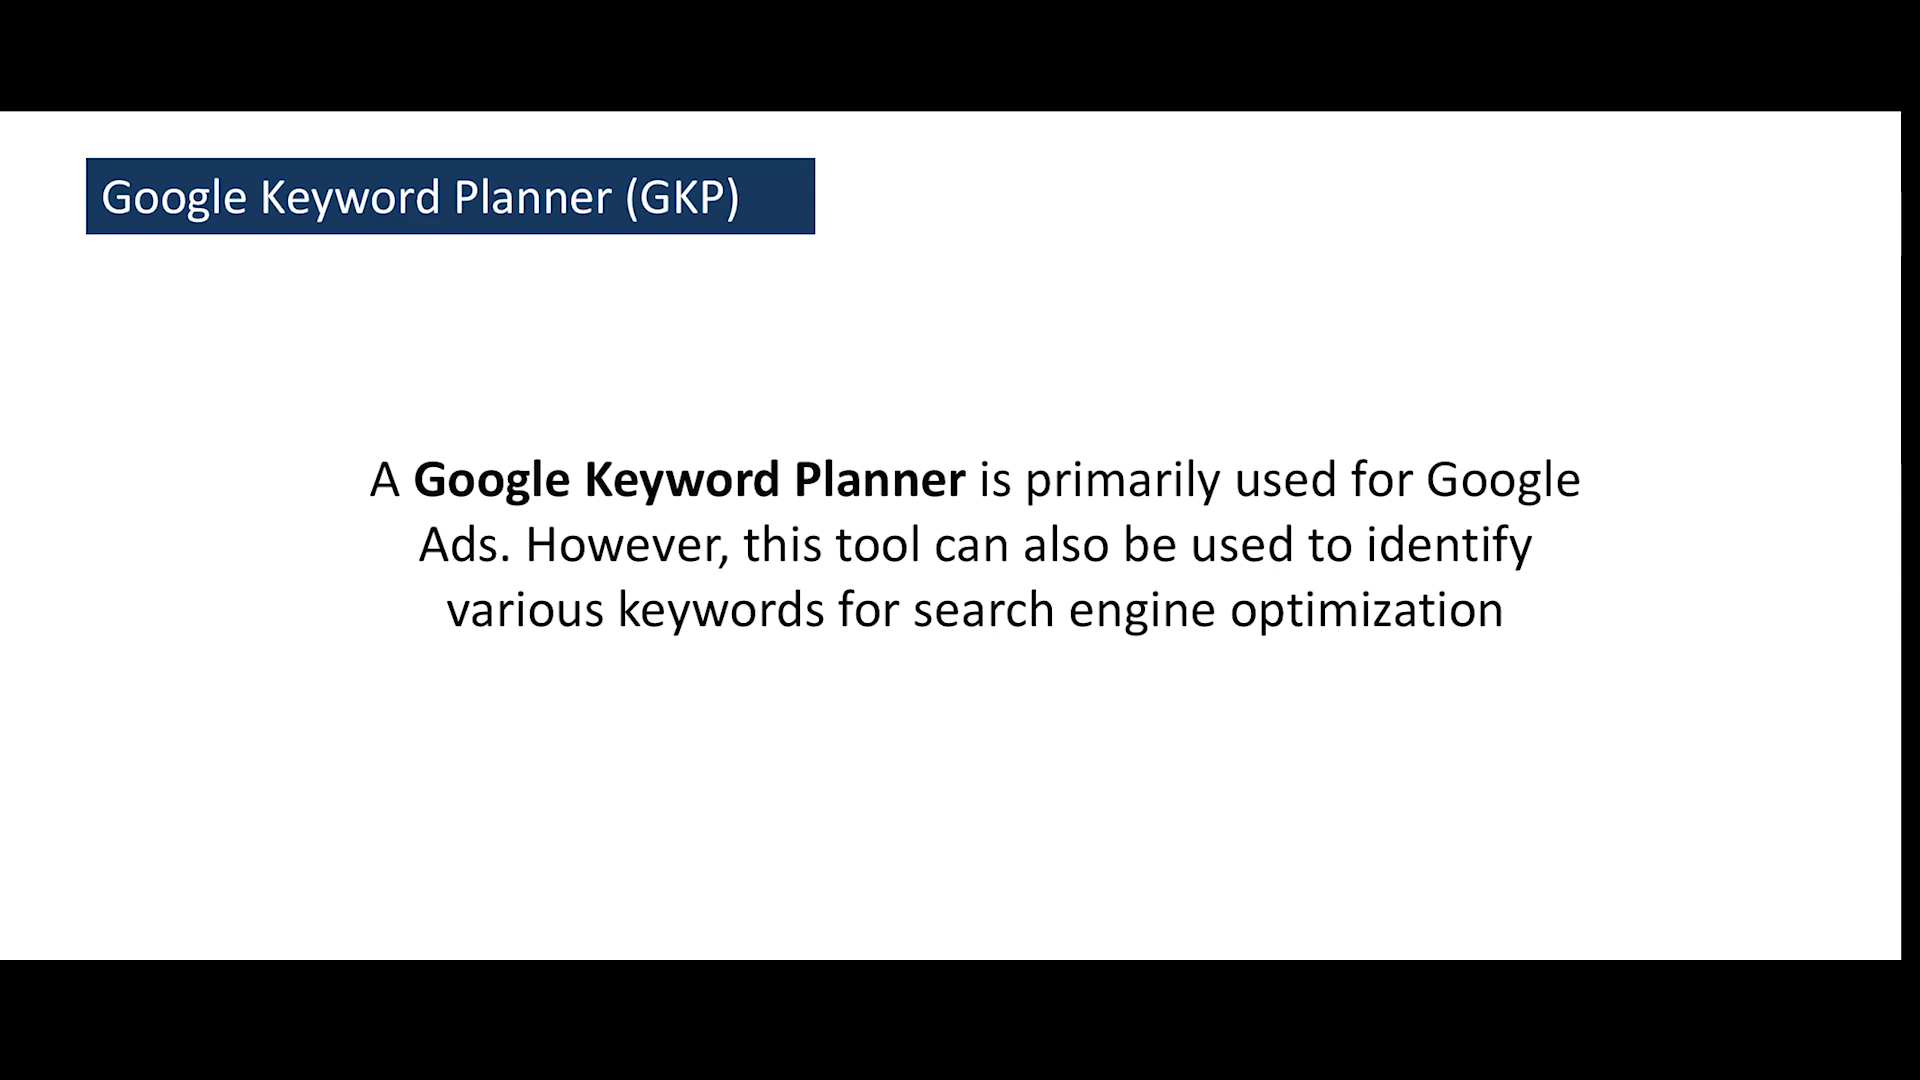 Google Keyword Planner (GKP)
A Google Keyword Planner is primarily used for Google
Ads. However, this tool can also be used to identify
various keywords for search engine optimization